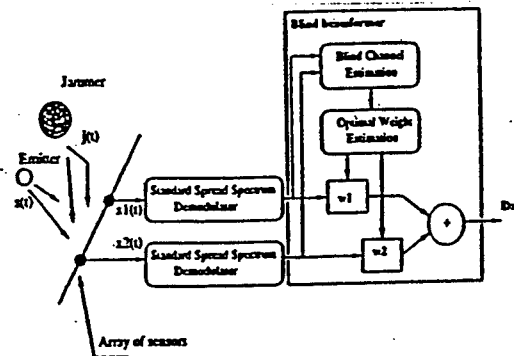 Blind beamformer
Blind Channel
Estimation
Jammer
j(t)
Optimal Weight
Estimation
Emitter
s(t)
x1(t)
Standard Spread Spectrum
Demodulator
w1
x2(t)
Standard Spread Spectrum
Demodulator
w2
+
Array of sensors